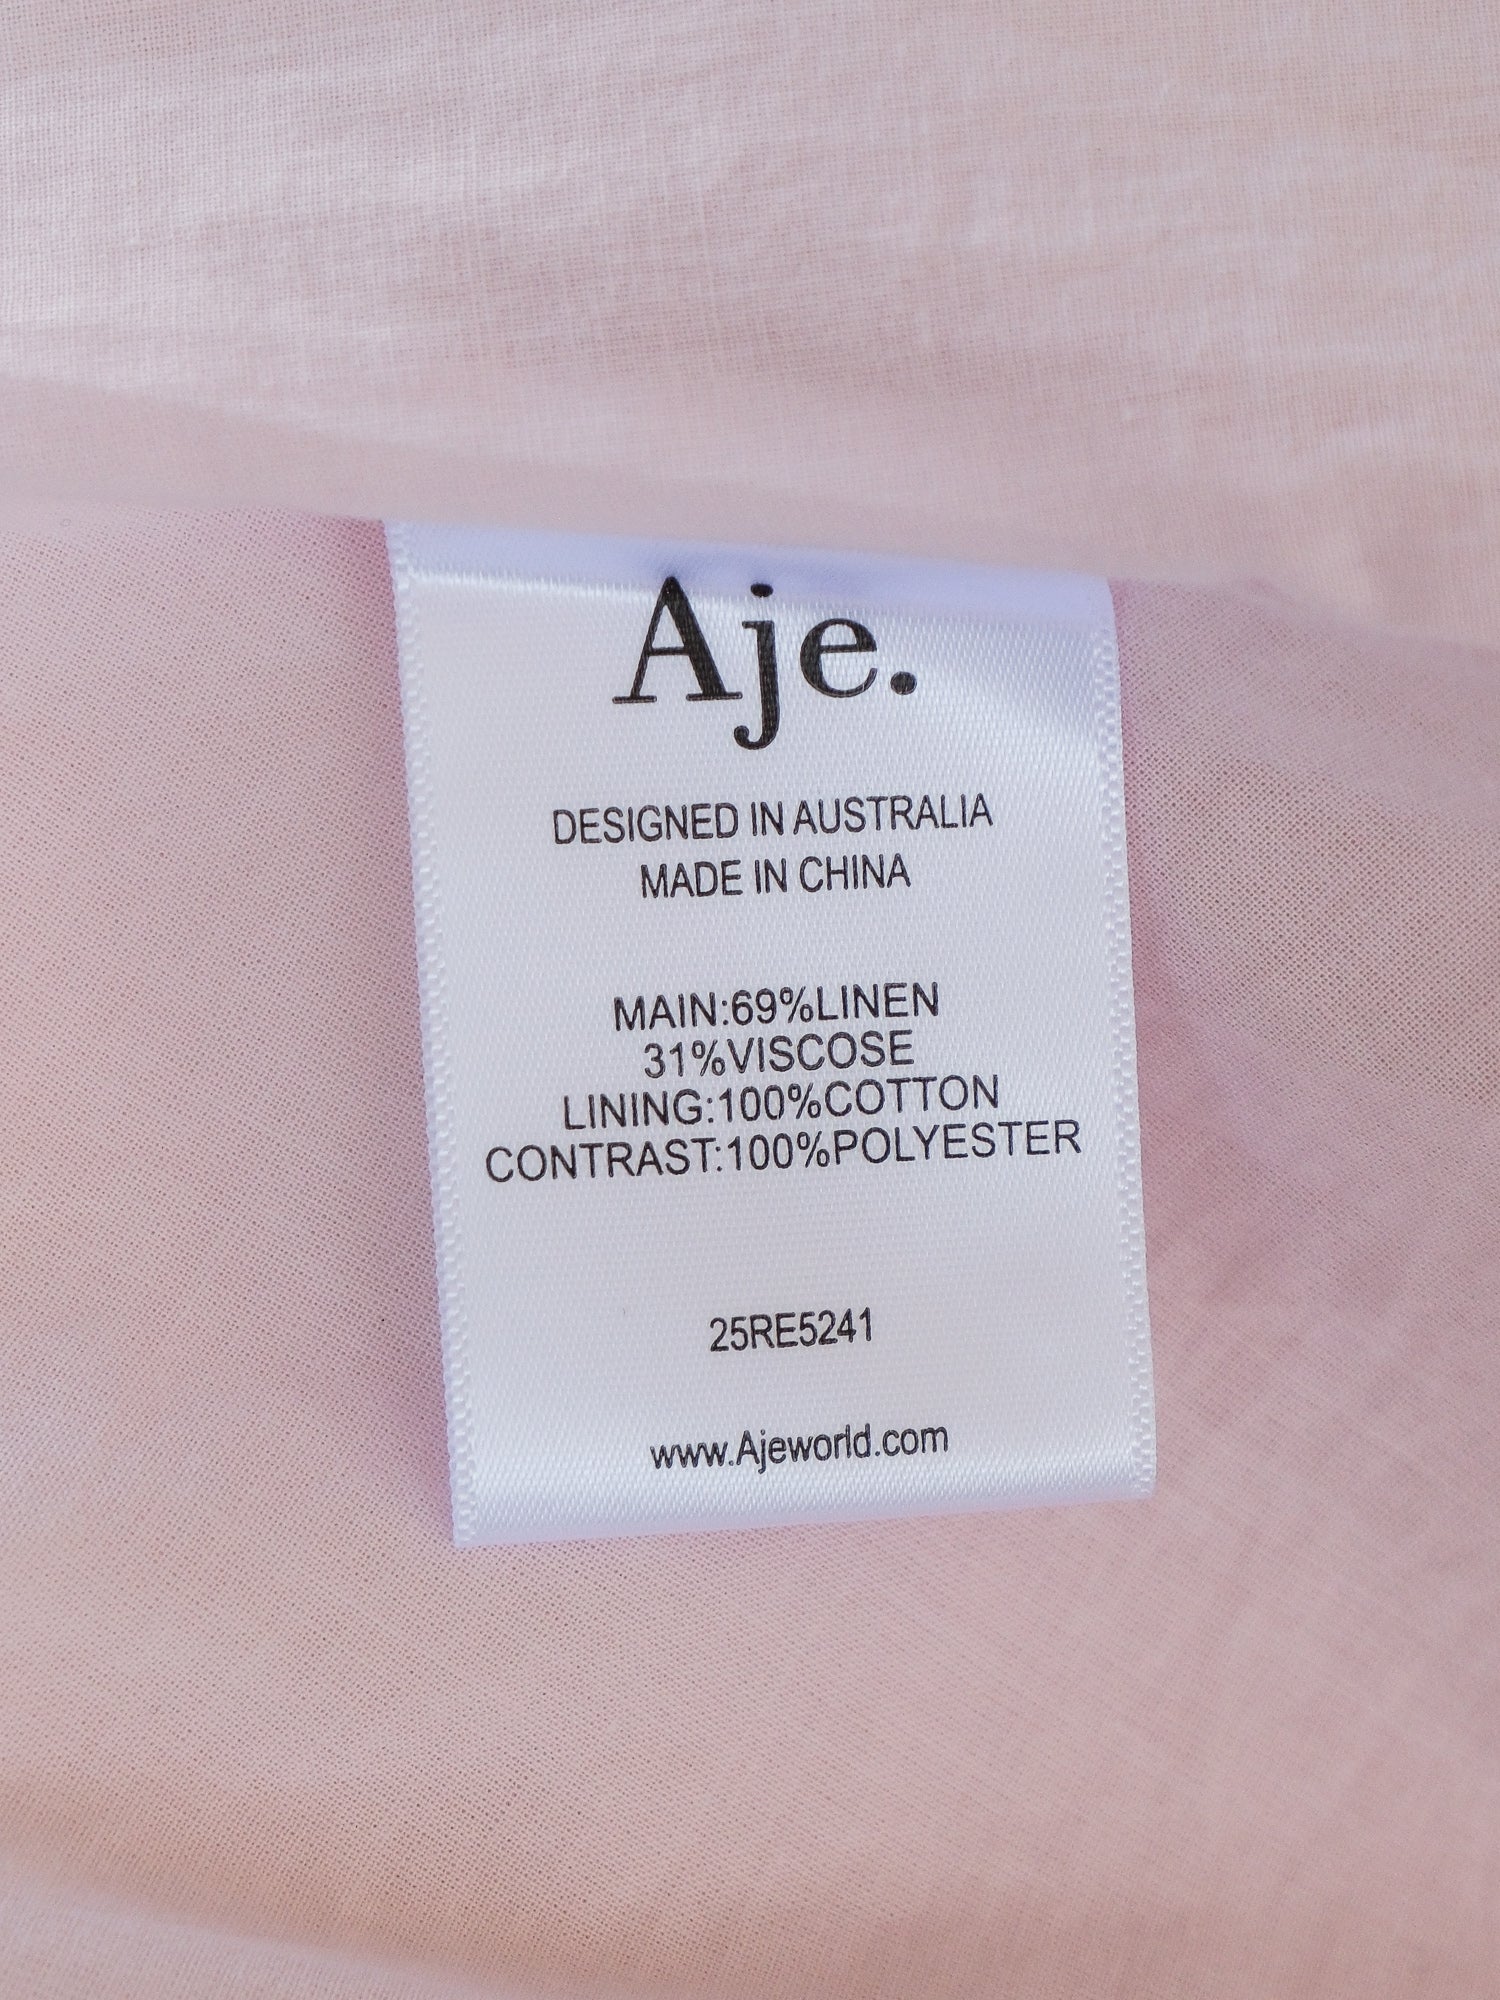 Aje.
DESIGNED IN AUSTRALIA
MADE IN CHINA
MAIN:69%LINEN
31%VISCOSE
LINING:100%COTTON
CONTRAST:100%POLYESTER
25RE5241
www.Ajeworld.com